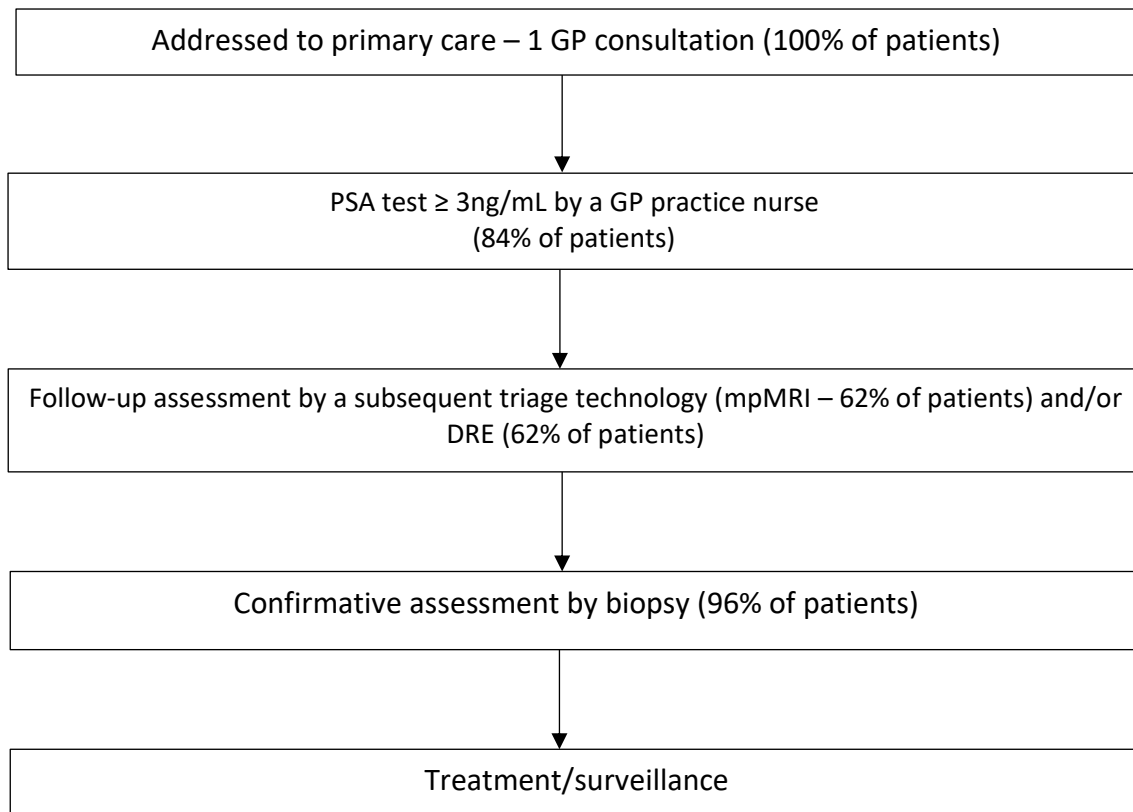 Addressed to primary care – 1 GP consultation (100% of patients)
PSA test ≥ 3ng/mL by a GP practice nurse
(84% of patients)
Follow-up assessment by a subsequent triage technology (mpMRI – 62% of patients) and/or
DRE (62% of patients)
Confirmative assessment by biopsy (96% of patients)
Treatment/surveillance